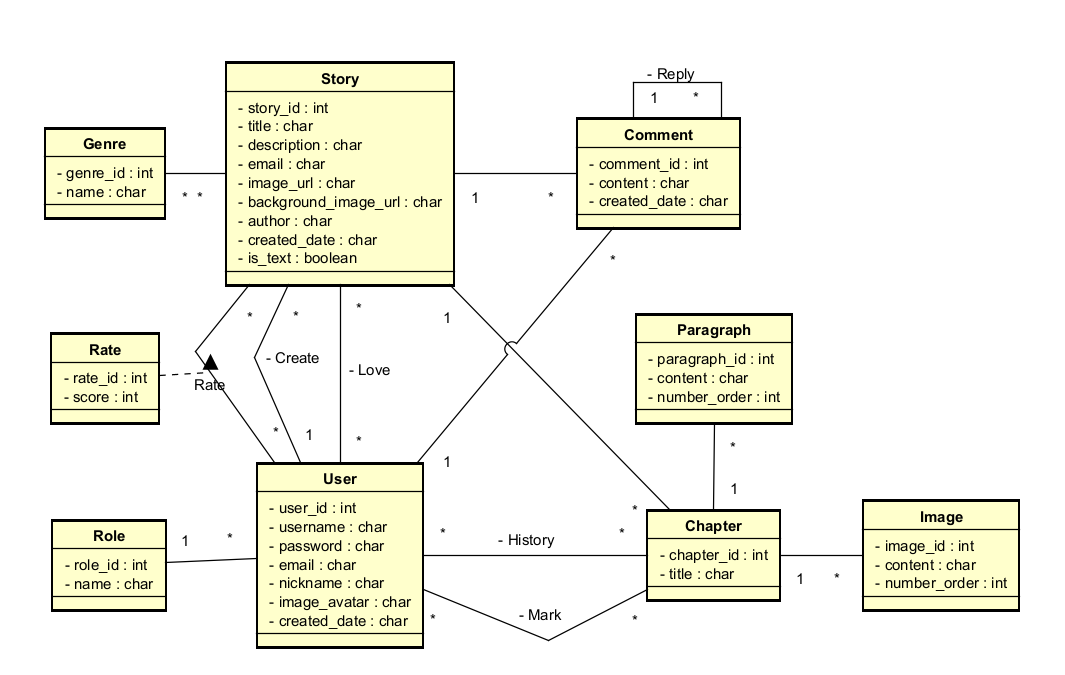 - Reply
1 *
Story
- story_id : int
- title : char
- description : char
- email : char
- image_url : char
- background_image_url : char
- author : char
- created_date : char
- is_text : boolean
Comment
- comment_id : int
- content : char
- created_date : char
Genre
- genre_id : int
- name : char
* *
1 *
*
* * *
1
Paragraph
- paragraph_id : int
- content : char
- number_order : int
Rate
- rate_id : int
- score : int
Rate
- Create
- Love
* 1 *
1
*
1
User
- user_id : int
- username : char
- password : char
- email : char
- nickname : char
- image_avatar : char
- created_date : char
Role
- role_id : int
- name : char
1 *
*
* *
- History
Chapter
- chapter_id : int
- title : char
Image
- image_id : int
- content : char
- number_order : int
1 *
- Mark
* *